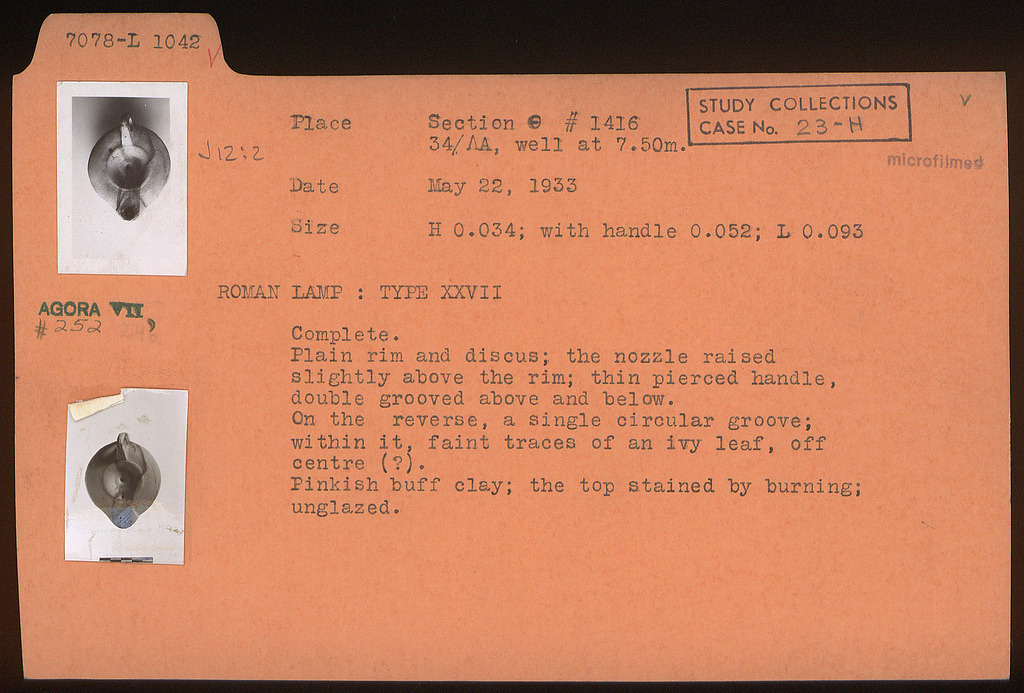 7078-L 1042
V
J 12:2
Place Section Θ # 1416
34/ΛΑ, well at 7.50m.
STUDY COLLECTIONS
CASE No. 23-H
v
microfilmed
Date May 22, 1933
Size H 0.034; with handle 0.052; L 0.093
ROMAN LAMP : TYPE XXVII
AGORA VII
# 252
Complete.
Plain rim and discus; the nozzle raised
slightly above the rim; thin pierced handle,
double grooved above and below.
On the reverse, a single circular groove;
within it, faint traces of an ivy leaf, off
centre (?).
Pinkish buff clay; the top stained by burning;
unglazed.